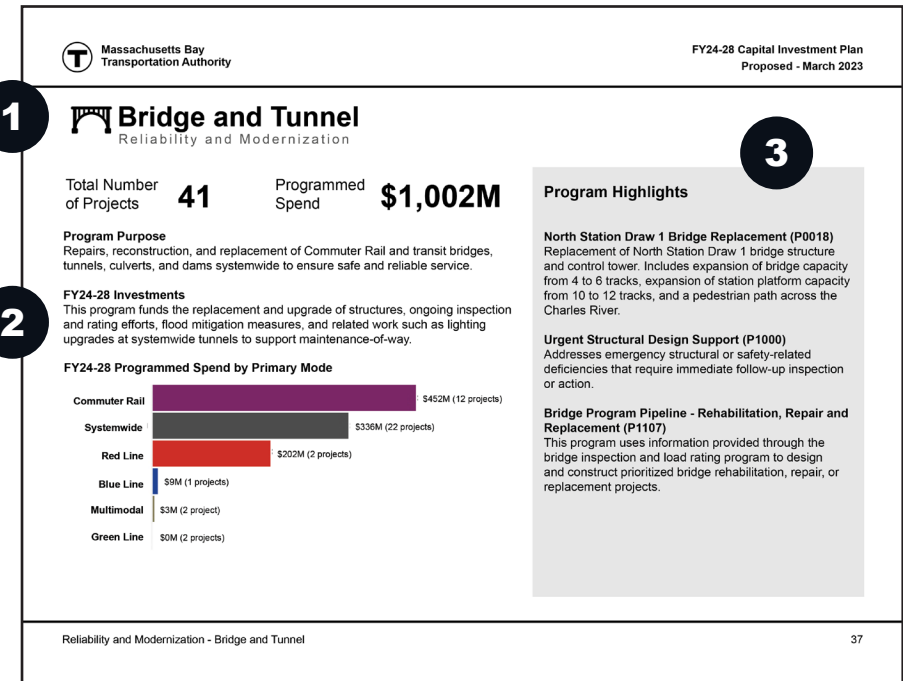 Massachusetts Bay
Transportation Authority
FY24-28 Capital Investment Plan
Proposed - March 2023
1
Bridge and Tunnel
Reliability and Modernization
Total Number
of Projects
41
Programmed
Spend
$1,002M
Program Purpose
Repairs, reconstruction, and replacement of Commuter Rail and transit bridges,
tunnels, culverts, and dams systemwide to ensure safe and reliable service.
2
FY24-28 Investments
This program funds the replacement and upgrade of structures, ongoing inspection
and rating efforts, flood mitigation measures, and related work such as lighting
upgrades at systemwide tunnels to support maintenance-of-way.
FY24-28 Programmed Spend by Primary Mode
Commuter Rail $452M (12 projects)
Systemwide $336M (22 projects)
Red Line $202M (2 projects)
Blue Line $9M (1 projects)
Multimodal $3M (2 project)
Green Line $0M (2 projects)
3
Program Highlights
North Station Draw 1 Bridge Replacement (P0018)
Replacement of North Station Draw 1 bridge structure
and control tower. Includes expansion of bridge capacity
from 4 to 6 tracks, expansion of station platform capacity
from 10 to 12 tracks, and a pedestrian path across the
Charles River.
Urgent Structural Design Support (P1000)
Addresses emergency structural or safety-related
deficiencies that require immediate follow-up inspection
or action.
Bridge Program Pipeline - Rehabilitation, Repair and
Replacement (P1107)
This program uses information provided through the
bridge inspection and load rating program to design
and construct prioritized bridge rehabilitation, repair, or
replacement projects.
Reliability and Modernization - Bridge and Tunnel
37